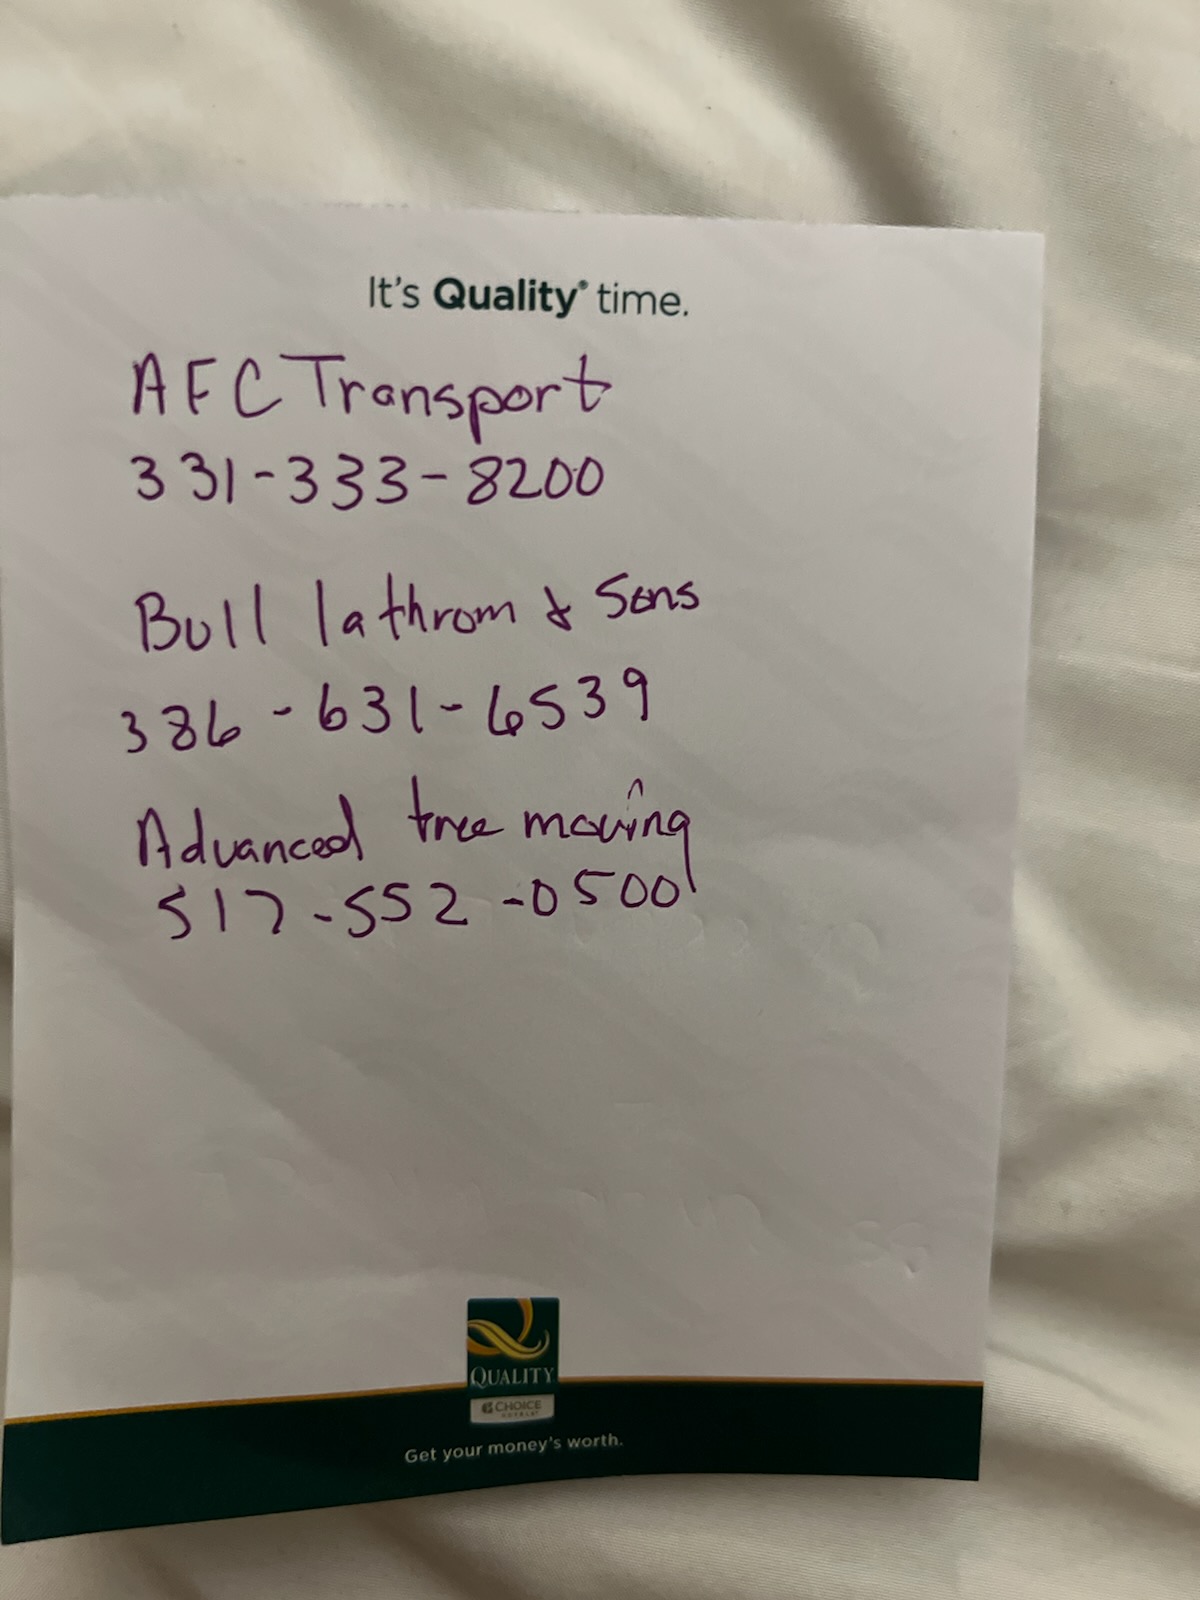 It's Quality® time.
AFC Transport
331-333-8200
Bull lathrom & Sons
386-631-6539
Advanced tree moving
517-552-0500
QUALITY
CHOICE
HOTELS
Get your money's worth.